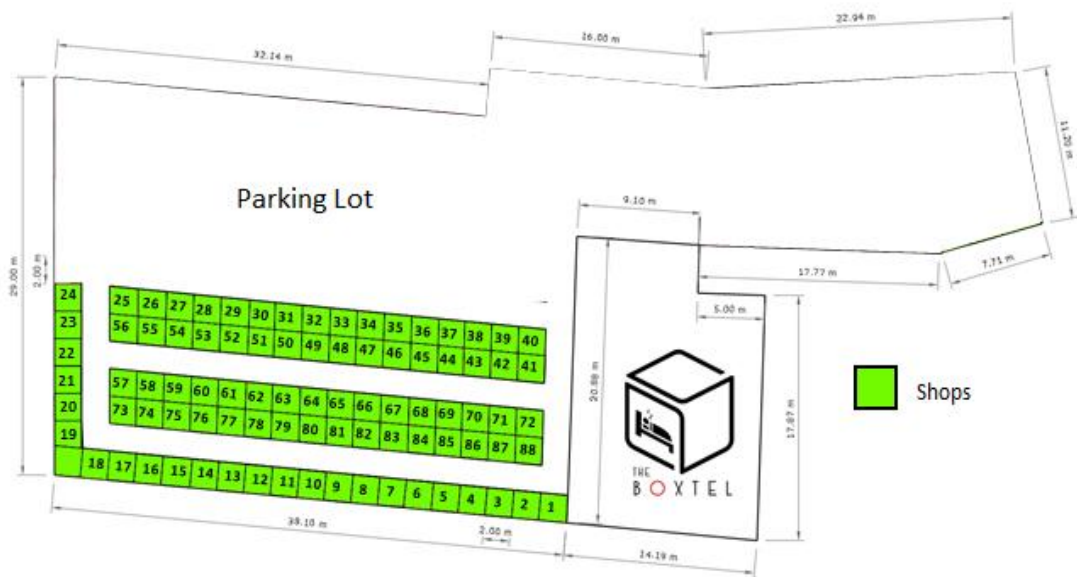 22.94 m
16.00 m
32.14 m
11.20 m
Parking Lot
9.10 m
29.00 m
2.00 m
7.71 m
17.77 m
5.00 m
24 25 26 27 28 29 30 31 32 33 34 35 36 37 38 39 40
23 56 55 54 53 52 51 50 49 48 47 46 45 44 43 42 41
22
21 57 58 59 60 61 62 63 64 65 66 67 68 69 70 71 72
20 73 74 75 76 77 78 79 80 81 82 83 84 85 86 87 88
19
18 17 16 15 14 13 12 11 10 9 8 7 6 5 4 3 2 1
20.88 m
17.87 m
Shops
THE
BOXTEL
38.10 m
2.00 m
14.19 m